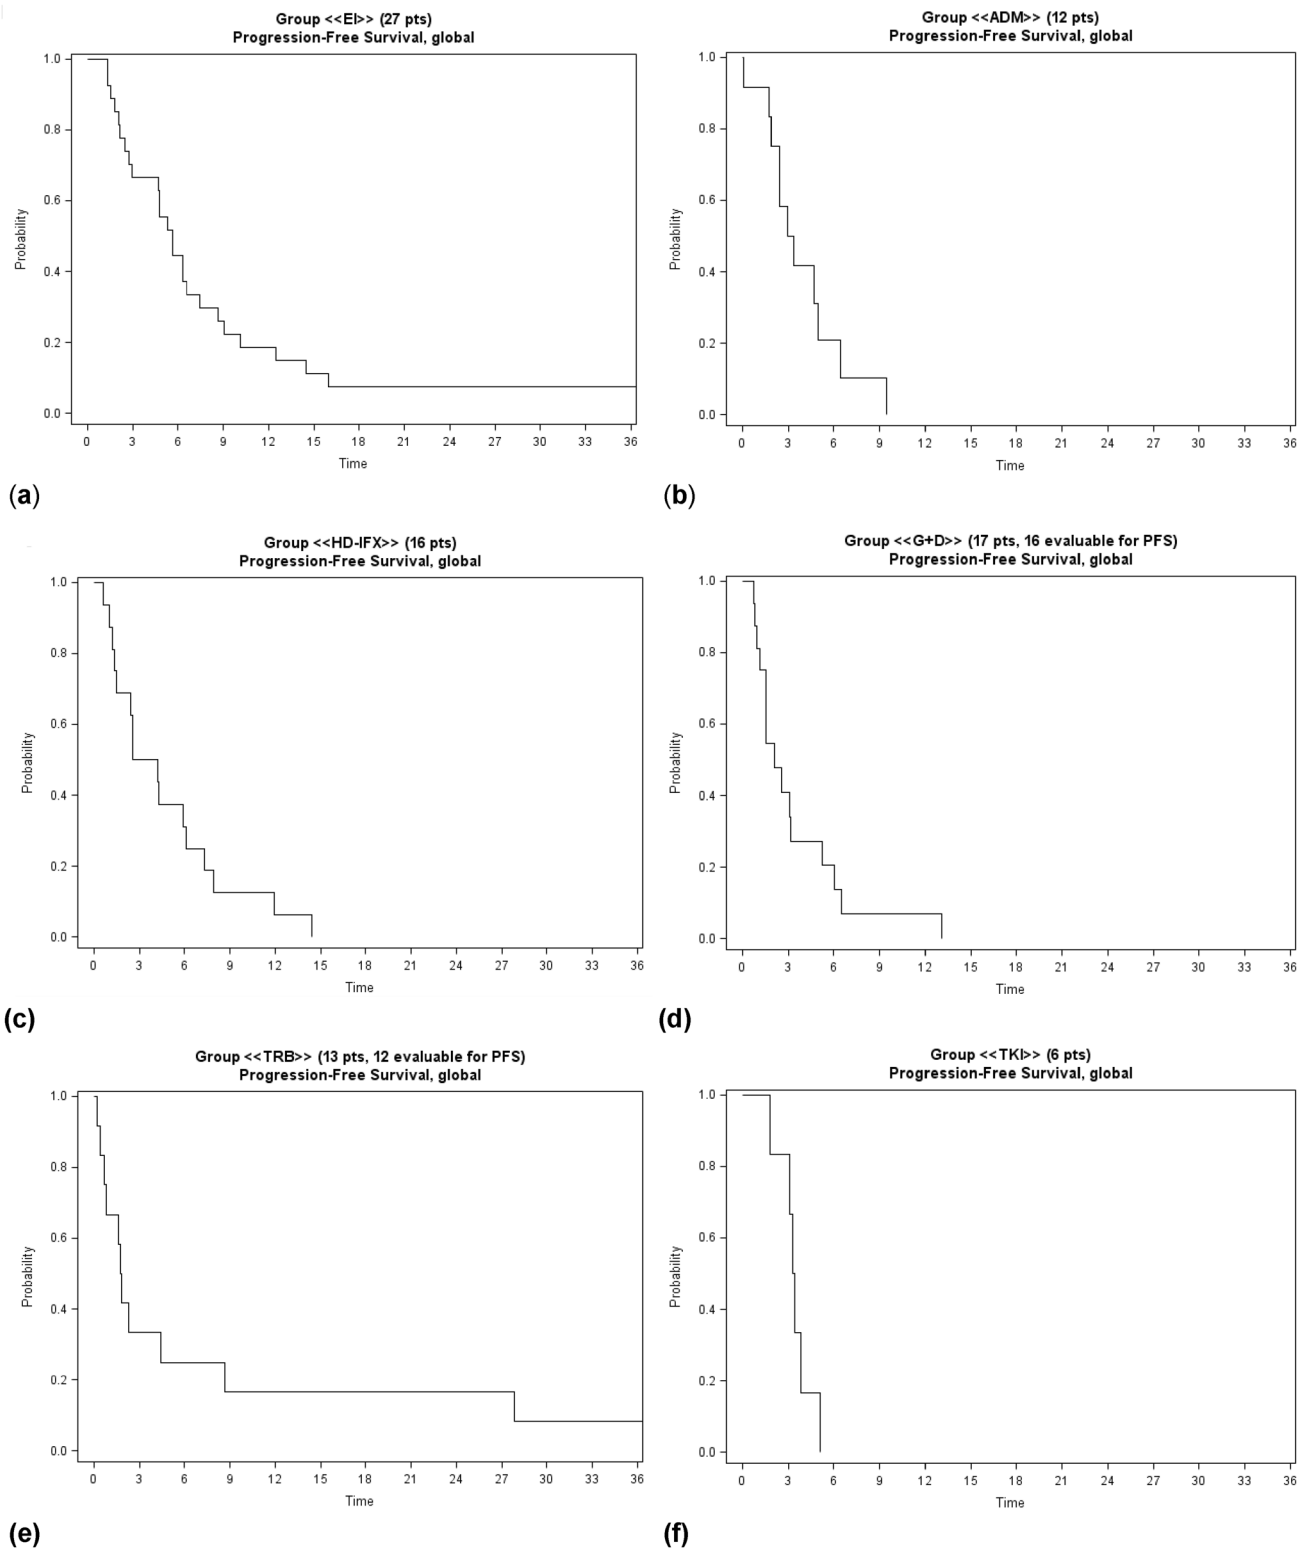 Group <<EI>> (27 pts)
Progression-Free Survival, global
1.0
0.8
0.6
0.4
0.2
0.0
Probability
0 3 6 9 12 15 18 21 24 27 30 33 36
Time
(a)
Group <<ADM>> (12 pts)
Progression-Free Survival, global
1.0
0.8
0.6
0.4
0.2
0.0
Probability
0 3 6 9 12 15 18 21 24 27 30 33 36
Time
(b)
Group <<HD-IFX>> (16 pts)
Progression-Free Survival, global
1.0
0.8
0.6
0.4
0.2
0.0
Probability
0 3 6 9 12 15 18 21 24 27 30 33 36
Time
(c)
Group <<G+D>> (17 pts, 16 evaluable for PFS)
Progression-Free Survival, global
1.0
0.8
0.6
0.4
0.2
0.0
Probability
0 3 6 9 12 15 18 21 24 27 30 33 36
Time
(d)
Group <<TRB>> (13 pts, 12 evaluable for PFS)
Progression-Free Survival, global
1.0
0.8
0.6
0.4
0.2
0.0
Probability
0 3 6 9 12 15 18 21 24 27 30 33 36
Time
(e)
Group <<TKI>> (6 pts)
Progression-Free Survival, global
1.0
0.8
0.6
0.4
0.2
0.0
Probability
0 3 6 9 12 15 18 21 24 27 30 33 36
Time
(f)